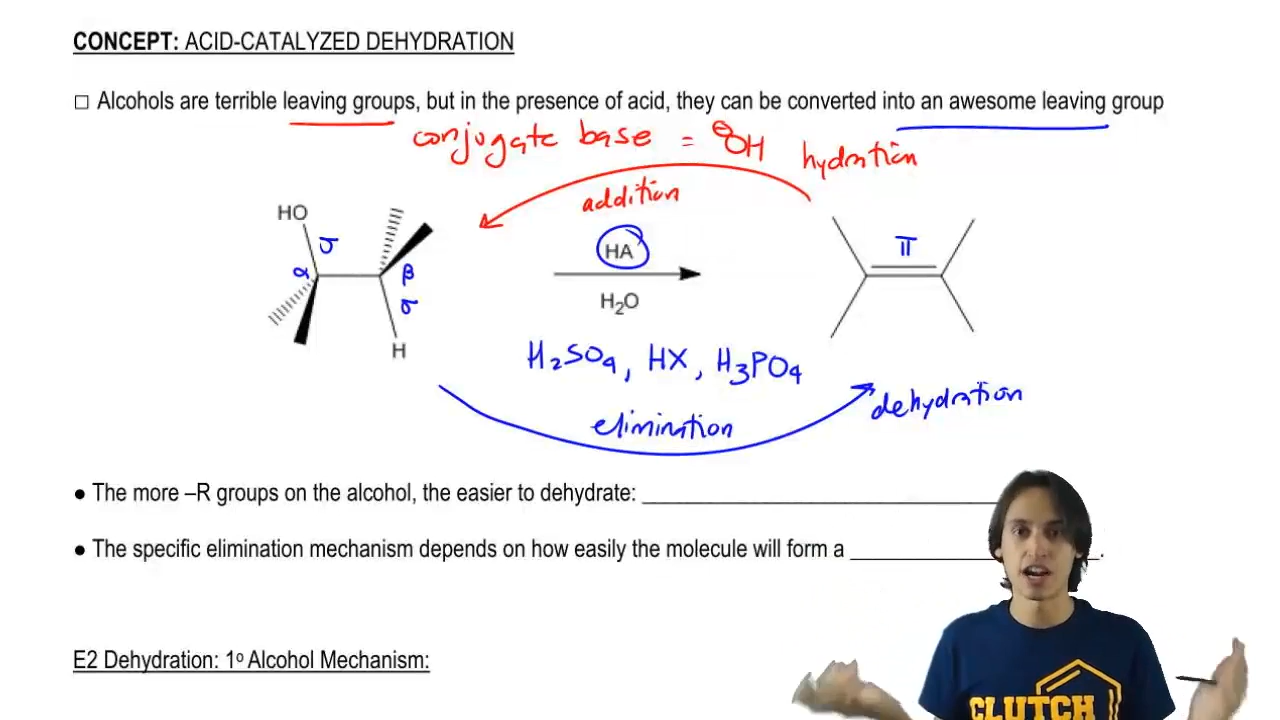 CONCEPT: ACID-CATALYZED DEHYDRATION
□ Alcohols are terrible leaving groups, but in the presence of acid, they can be converted into an awesome leaving group
conjugate base = ⊖OH
hydration
addition
HO
σ
HA
π
α
β
σ
H₂O
H
H₂SO₄, HX, H₃PO₄
dehydration
elimination
● The more –R groups on the alcohol, the easier to dehydrate: ____________________
● The specific elimination mechanism depends on how easily the molecule will form a ____________________.
E2 Dehydration: 1º Alcohol Mechanism:
CLUTCH